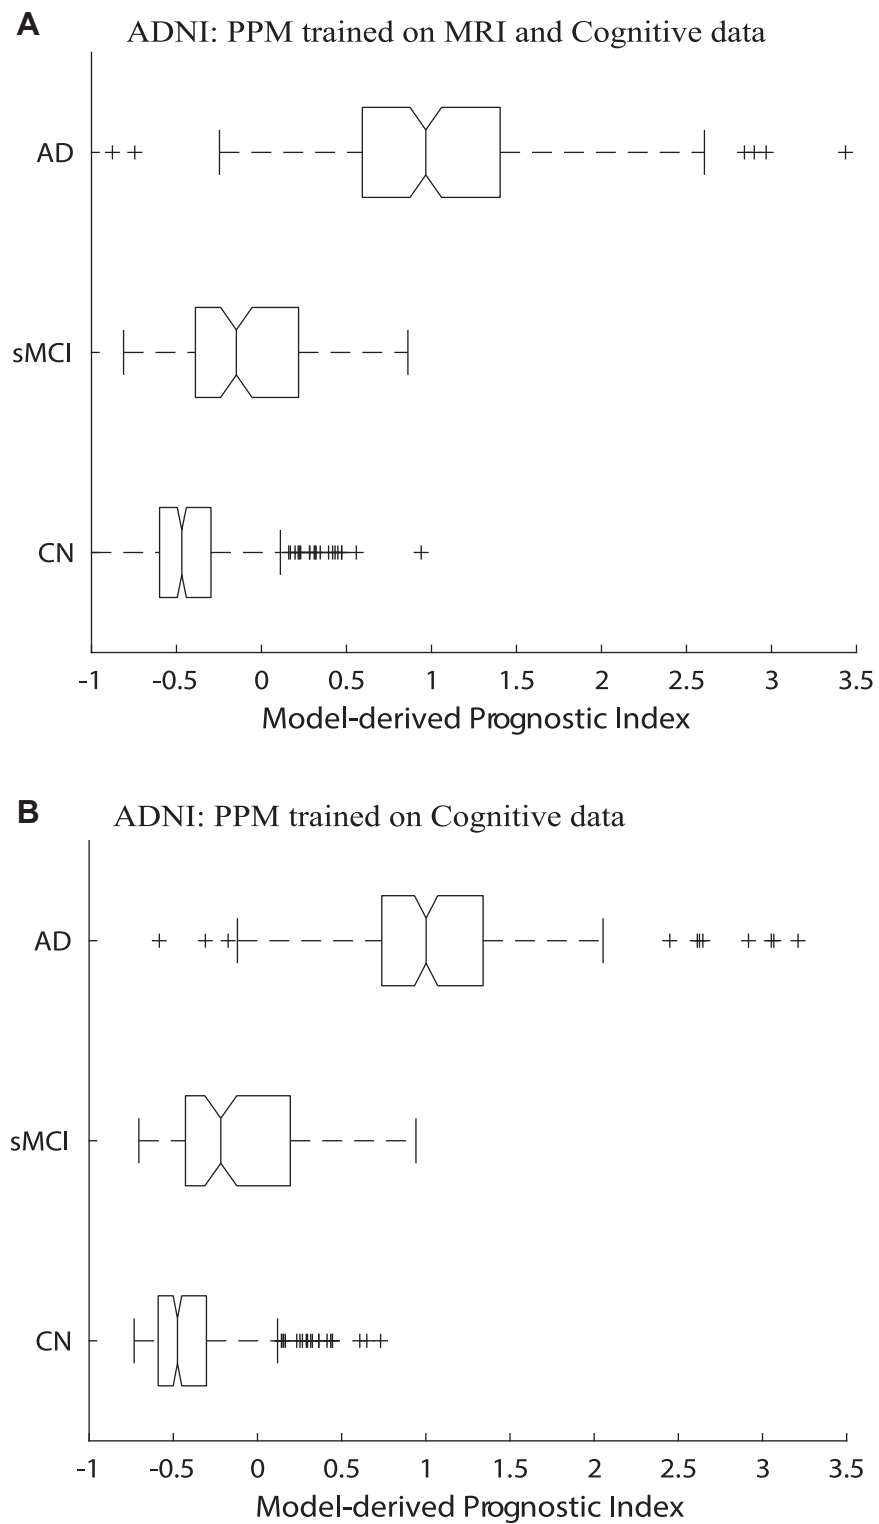 A
ADNI: PPM trained on MRI and Cognitive data
AD
sMCI
CN
-1 -0.5 0 0.5 1 1.5 2 2.5 3 3.5
Model-derived Prognostic Index
B
ADNI: PPM trained on Cognitive data
AD
sMCI
CN
-1 -0.5 0 0.5 1 1.5 2 2.5 3 3.5
Model-derived Prognostic Index